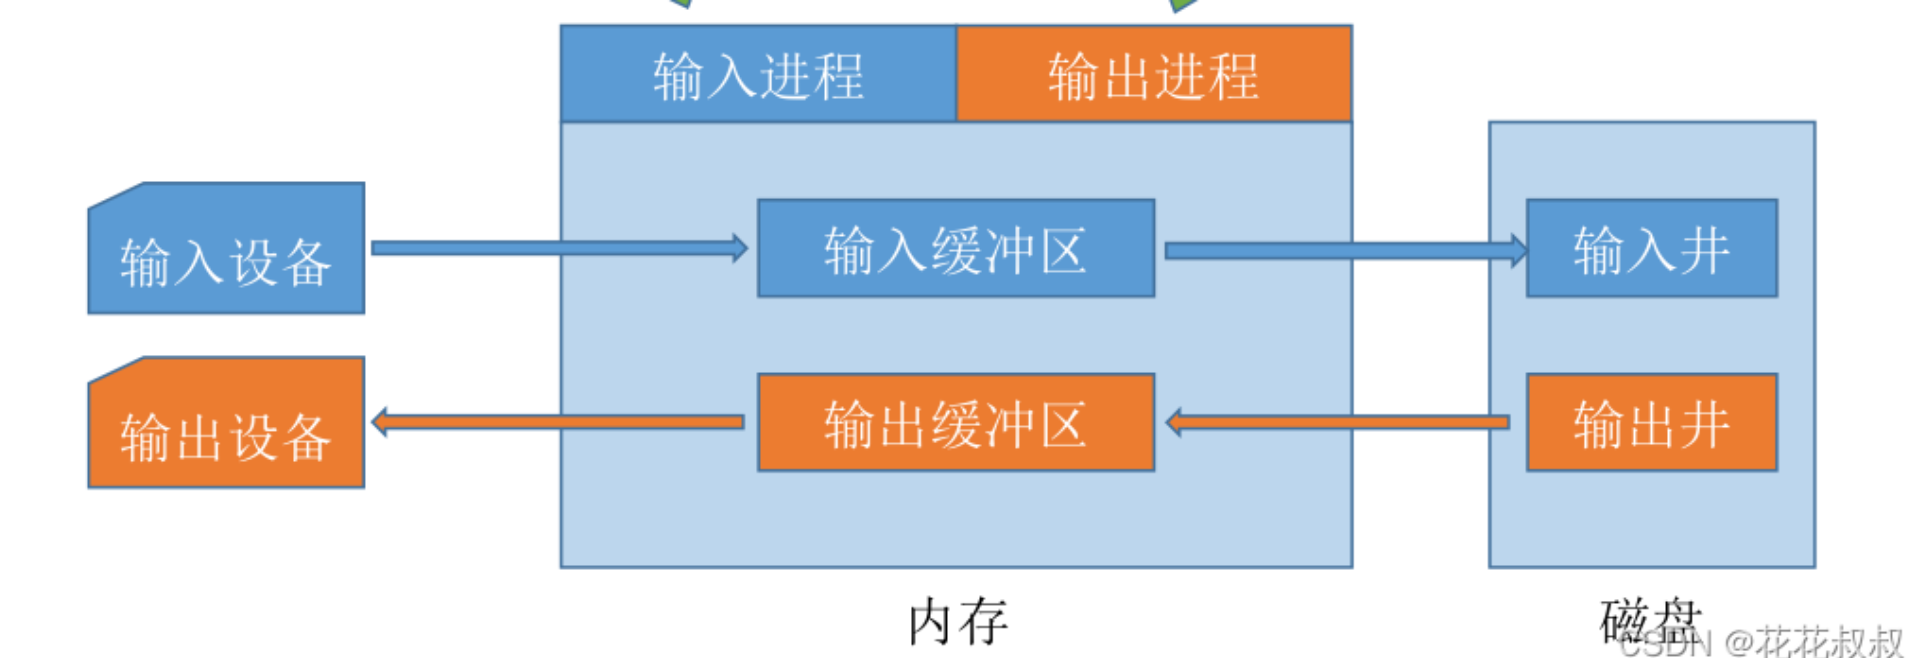 输入进程
输出进程
输入设备
输入缓冲区
输入井
输出设备
输出缓冲区
输出井
内存
磁盘
CSDN @花花叔叔